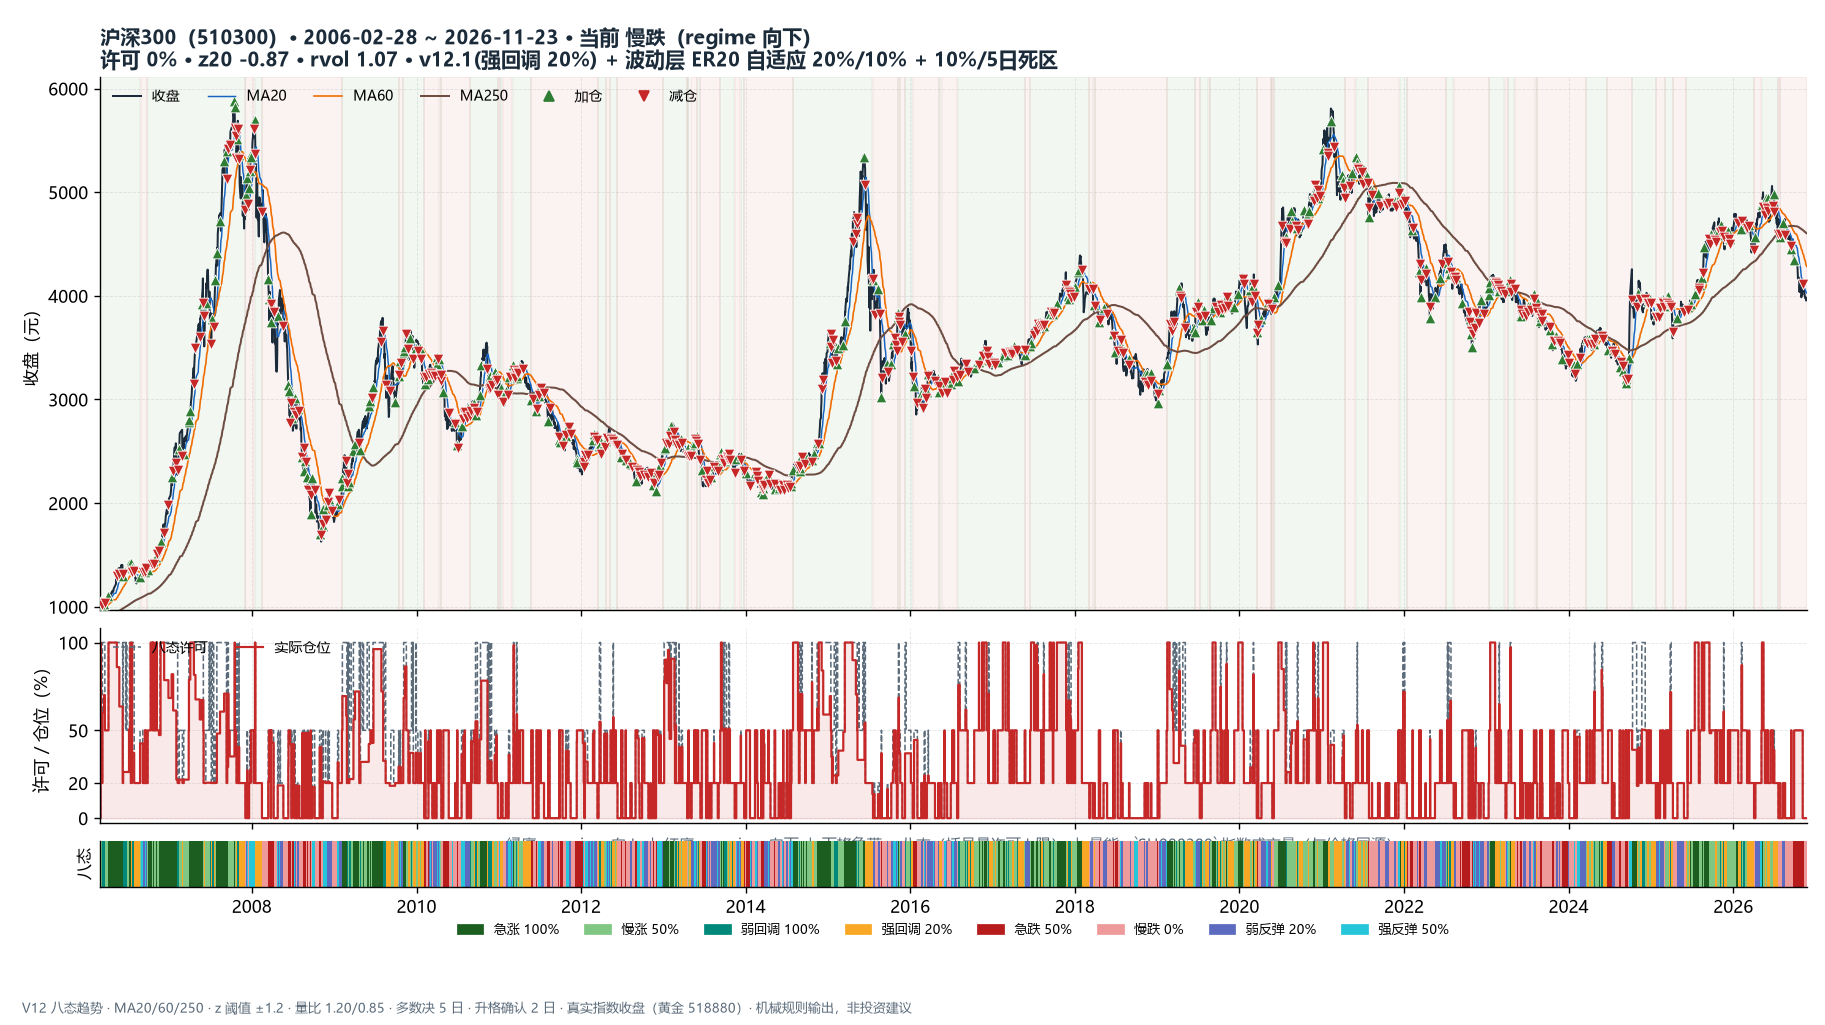 沪深300（510300）• 2006-02-28 ~ 2026-11-23 • 当前 慢跌（regime 向下）
许可 0% • z20 -0.87 • rvol 1.07 • v12.1(强回调 20%) + 波动层 ER20 自适应 20%/10% + 10%/5日死区
收盘 MA20 MA60 MA250 加仓 减仓
收盘（元）
6000
5000
4000
3000
2000
1000
八态许可 实际仓位
许可 / 仓位（%）
100
50
20
0
八态
2008 2010 2012 2014 2016 2018 2020 2022 2024 2026
急涨 100% 慢涨 50% 弱回调 100% 强回调 20% 急跌 50% 慢跌 0% 弱反弹 20% 强反弹 50%
V12 八态趋势 · MA20/60/250 · z 阈值 ±1.2 · 量比 1.20/0.85 · 多数决 5 日 · 升格确认 2 日 · 真实指数收盘（黄金 518880）· 机械规则输出，非投资建议